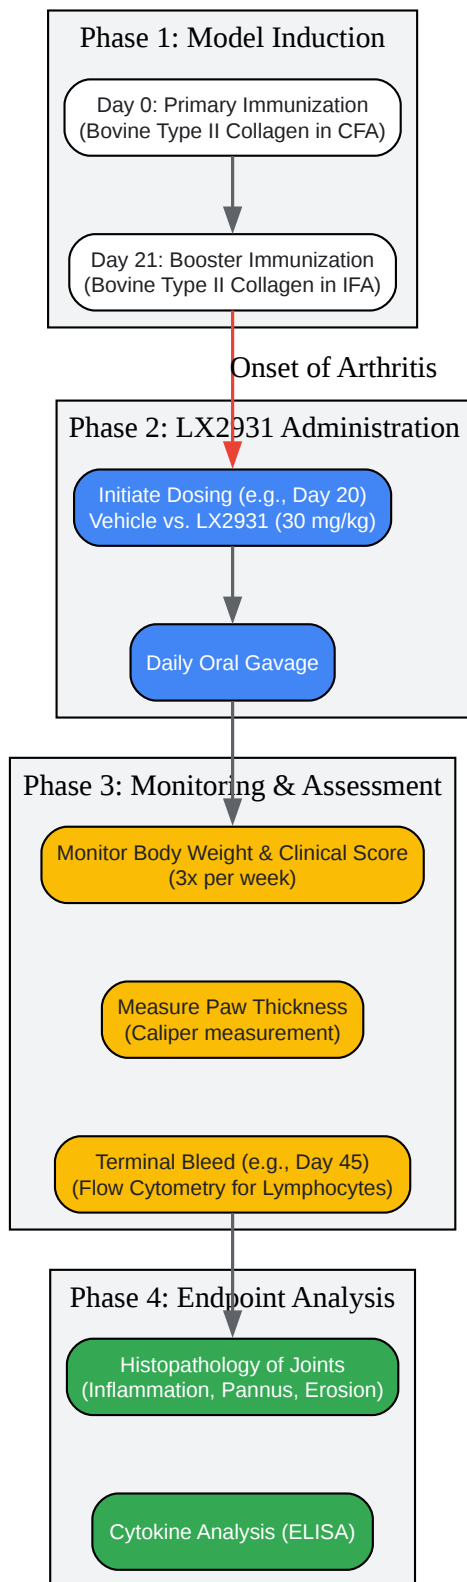 Phase 1: Model Induction
Day 0: Primary Immunization
(Bovine Type II Collagen in CFA)
Day 21: Booster Immunization
(Bovine Type II Collagen in IFA)
Onset of Arthritis
Phase 2: LX2931 Administration
Initiate Dosing (e.g., Day 20)
Vehicle vs. LX2931 (30 mg/kg)
Daily Oral Gavage
Phase 3: Monitoring & Assessment
Monitor Body Weight & Clinical Score
(3x per week)
Measure Paw Thickness
(Caliper measurement)
Terminal Bleed (e.g., Day 45)
(Flow Cytometry for Lymphocytes)
Phase 4: Endpoint Analysis
Histopathology of Joints
(Inflammation, Pannus, Erosion)
Cytokine Analysis (ELISA)